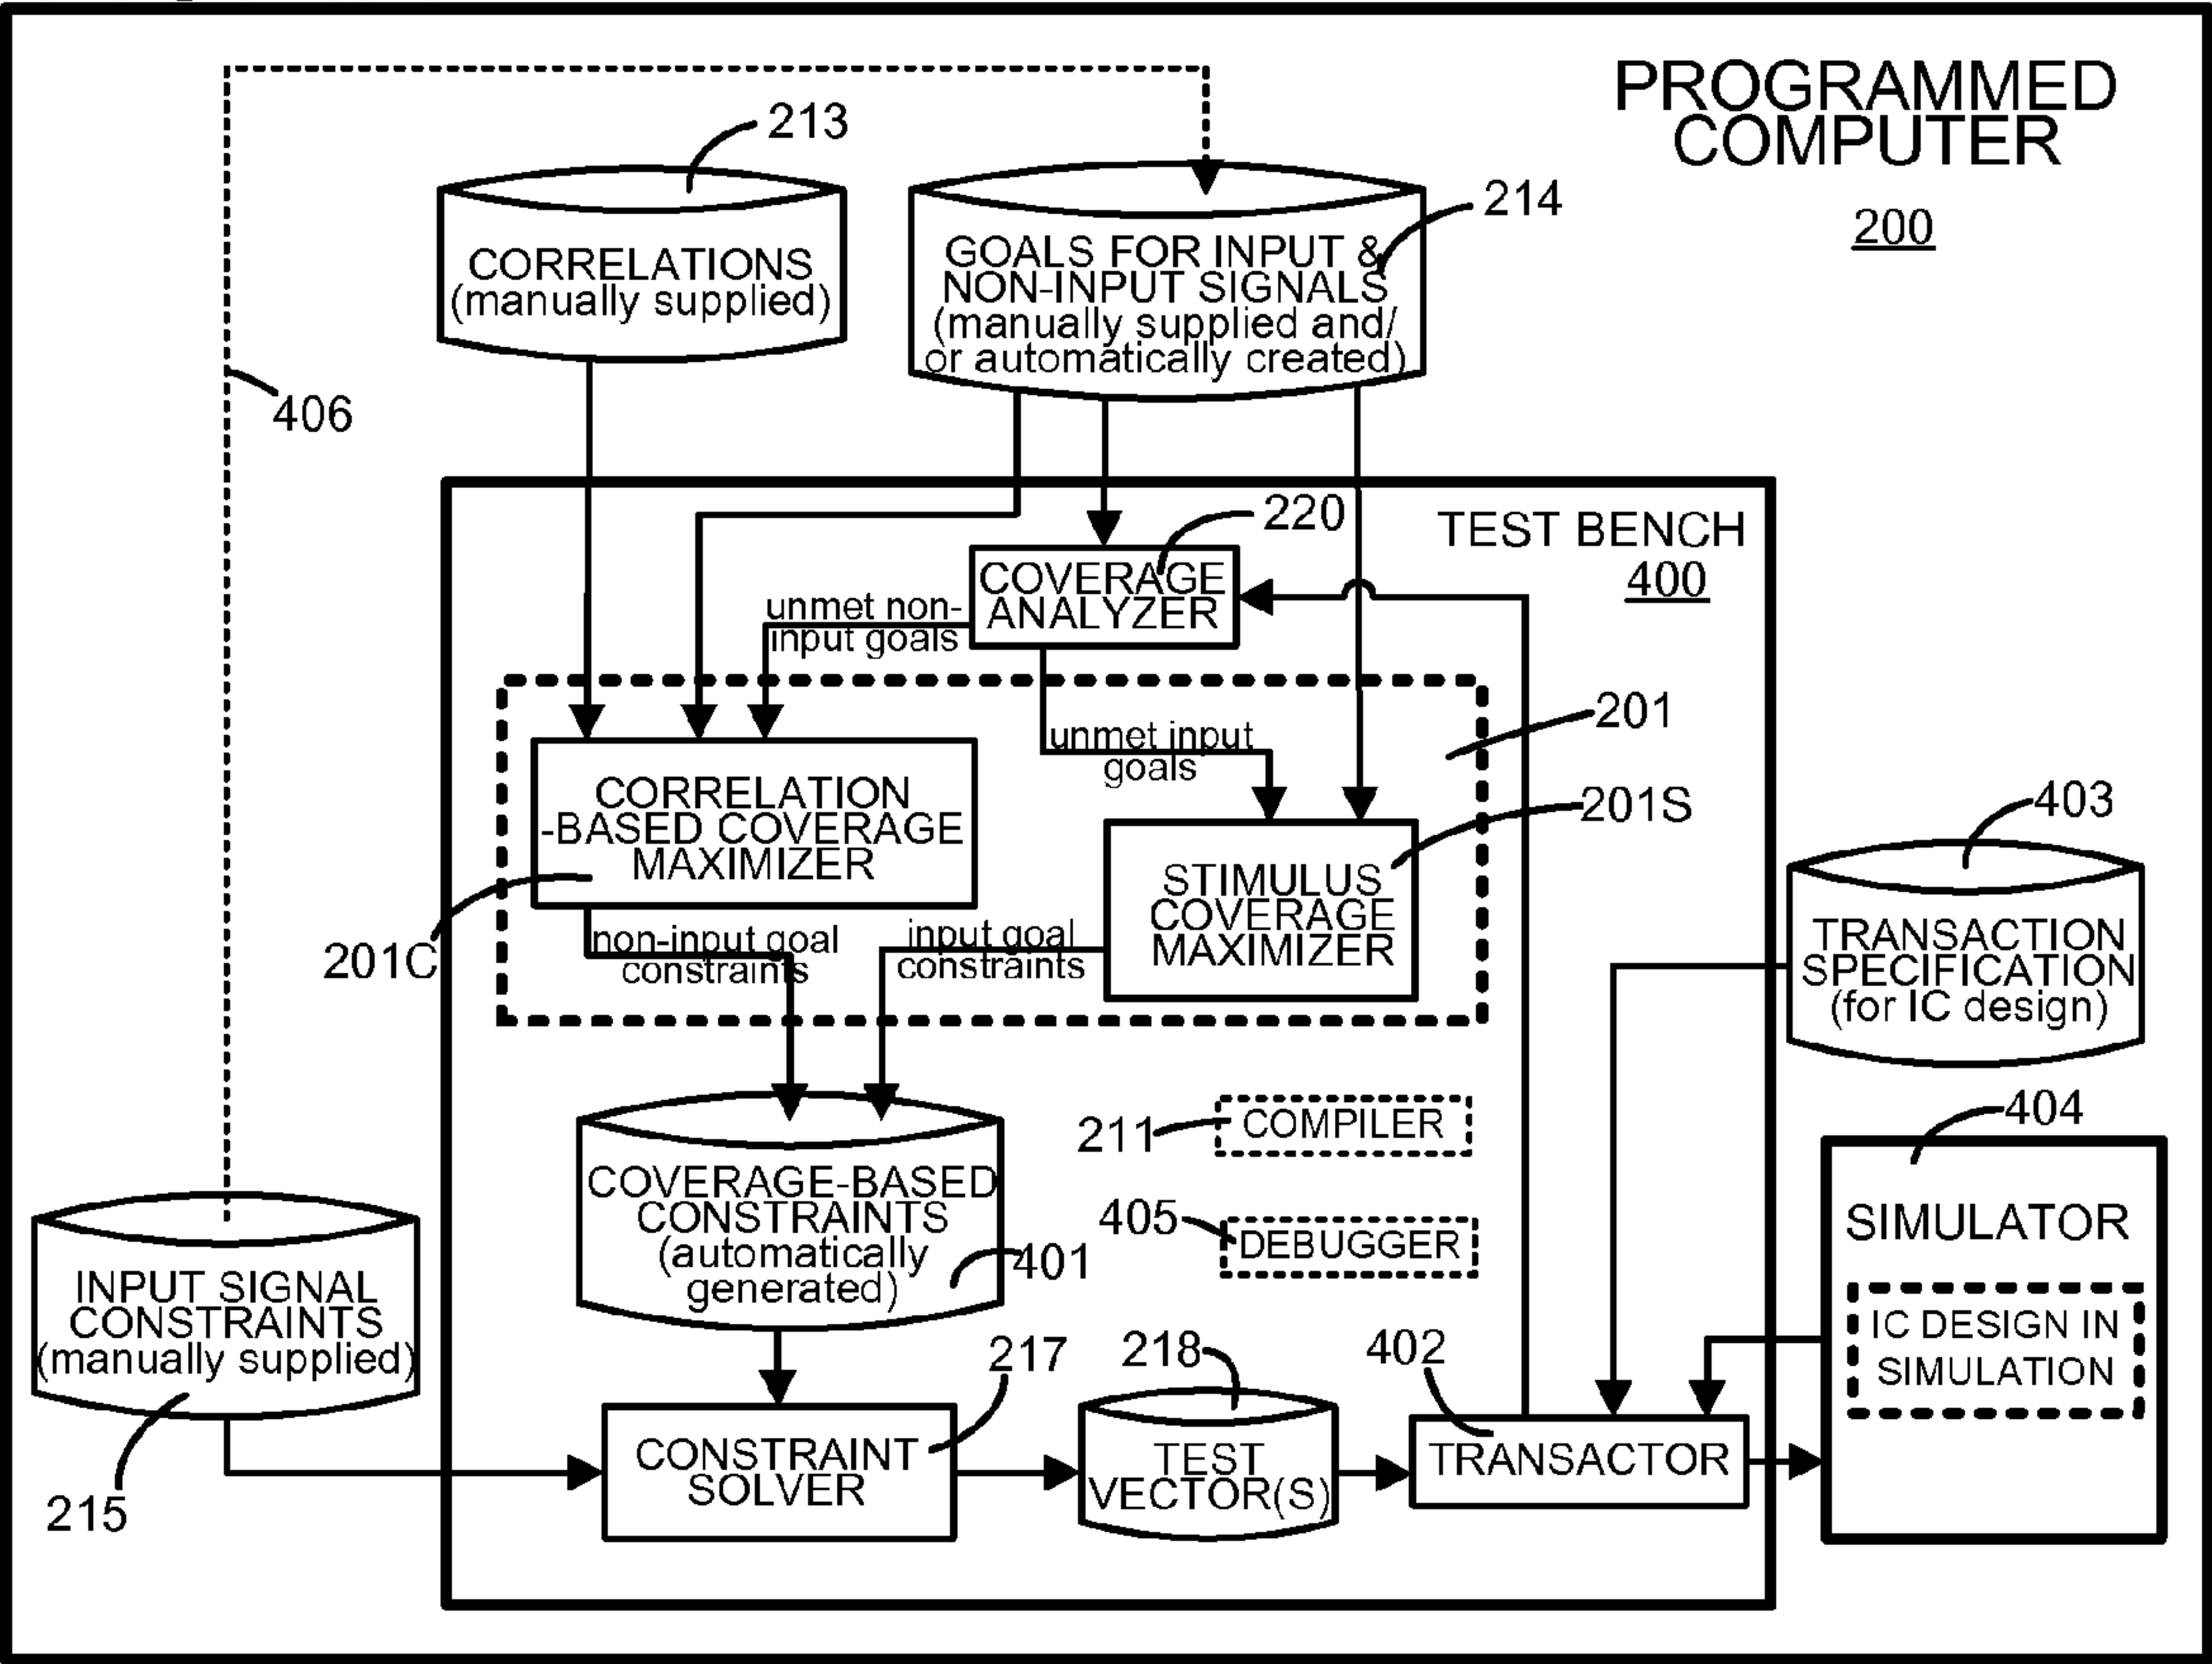 PROGRAMMED
COMPUTER
200
213
CORRELATIONS
(manually supplied)
214
GOALS FOR INPUT &
NON-INPUT SIGNALS
(manually supplied and/
or automatically created)
406
TEST BENCH
400
220
COVERAGE
ANALYZER
unmet non-
input goals
unmet input
goals
201
201S
CORRELATION
-BASED COVERAGE
MAXIMIZER
201C
STIMULUS
COVERAGE
MAXIMIZER
non-input goal
constraints
input goal
constraints
403
TRANSACTION
SPECIFICATION
(for IC design)
211
COMPILER
405
DEBUGGER
COVERAGE-BASED
CONSTRAINTS
(automatically
generated)
401
404
SIMULATOR
IC DESIGN IN
SIMULATION
INPUT SIGNAL
CONSTRAINTS
(manually supplied)
215
217
CONSTRAINT
SOLVER
218
TEST
VECTOR(S)
402
TRANSACTOR